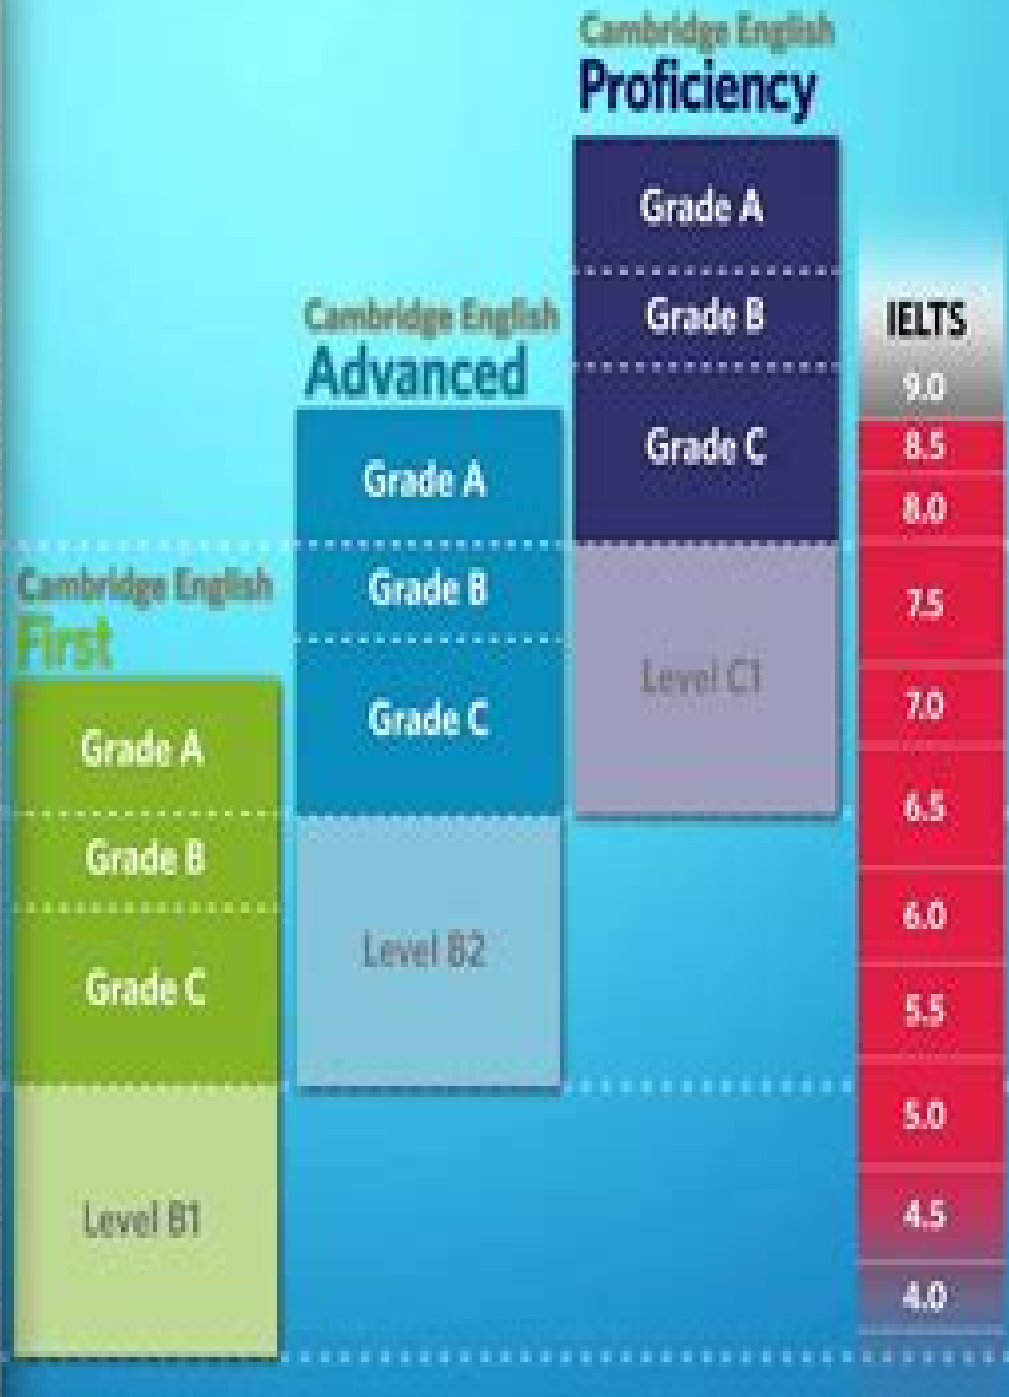 Cambridge English
Proficiency
Grade A
Grade B
Grade C
Level C1
Cambridge English
Advanced
Grade A
Grade B
Grade C
Level B2
Cambridge English
First
Grade A
Grade B
Grade C
Level B1
IELTS
9.0
8.5
8.0
7.5
7.0
6.5
6.0
5.5
5.0
4.5
4.0